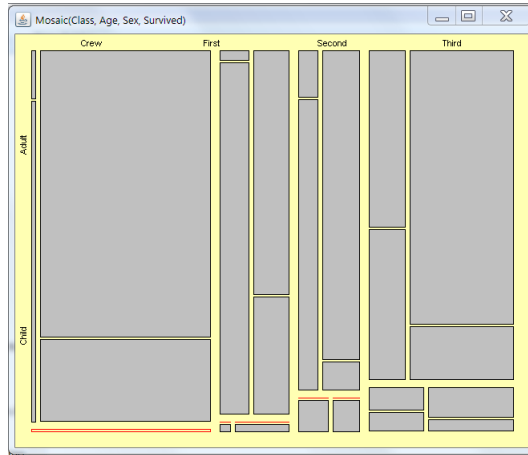 Mosaic(Class, Age, Sex, Survived)
Crew First Second Third
Adult
Child